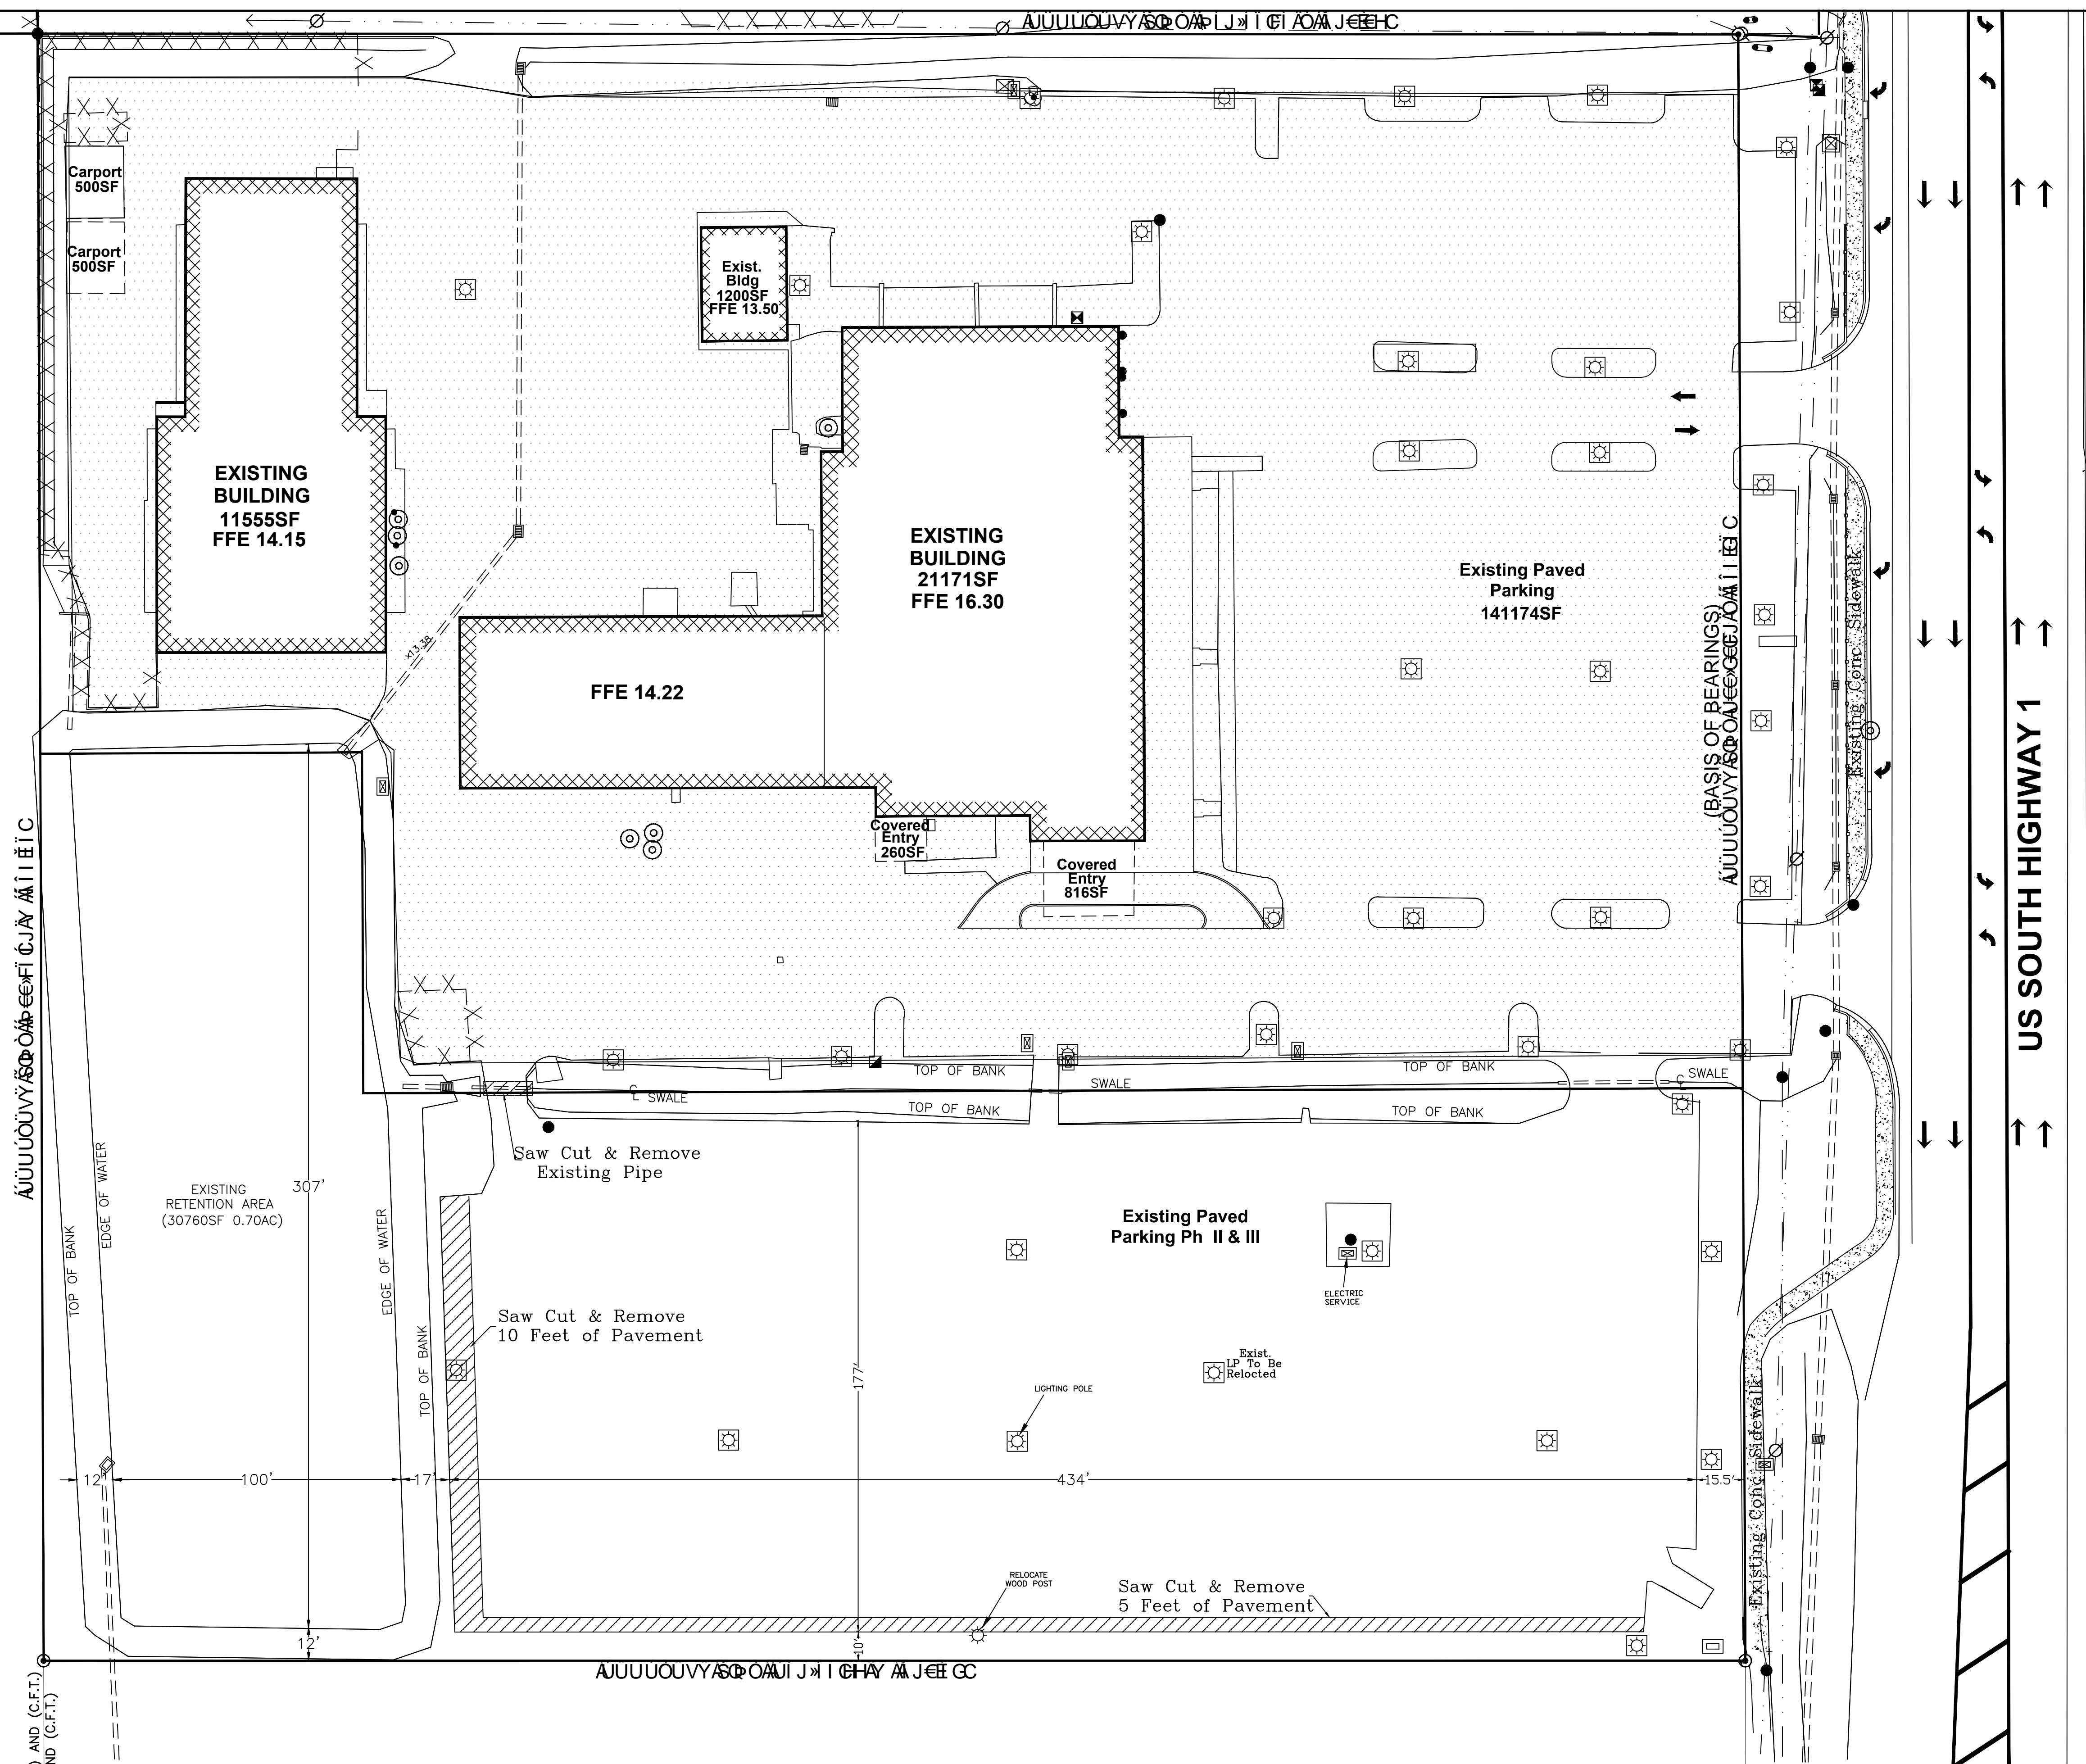 Carport
500SF
Carport
500SF
Exist.
Bldg
1200SF
FFE 13.50
EXISTING
BUILDING
11555SF
FFE 14.15
EXISTING
BUILDING
21171SF
FFE 16.30
Existing Paved
Parking
141174SF
(BASIS OF BEARINGS)
Existing Conc. Sidewalk
US SOUTH HIGHWAY 1
x13.38
FFE 14.22
Covered
Entry
260SF
Covered
Entry
816SF
TOP OF BANK
TOP OF BANK
SWALE
SWALE
CL SWALE
TOP OF BANK
TOP OF BANK
Saw Cut & Remove
Existing Pipe
EDGE OF WATER
EXISTING
RETENTION AREA
(30760SF 0.70AC)
307'
TOP OF BANK
EDGE OF WATER
TOP OF BANK
Existing Paved
Parking Ph II & III
ELECTRIC
SERVICE
Saw Cut & Remove
10 Feet of Pavement
Exist.
LP To Be
Relocted
LIGHTING POLE
177'
12'
100'
17'
434'
15.5'
Existing Conc. Sidewalk
RELOCATE
WOOD POST
Saw Cut & Remove
5 Feet of Pavement
12'
10'
) AND (C.F.T.)
ND (C.F.T.)